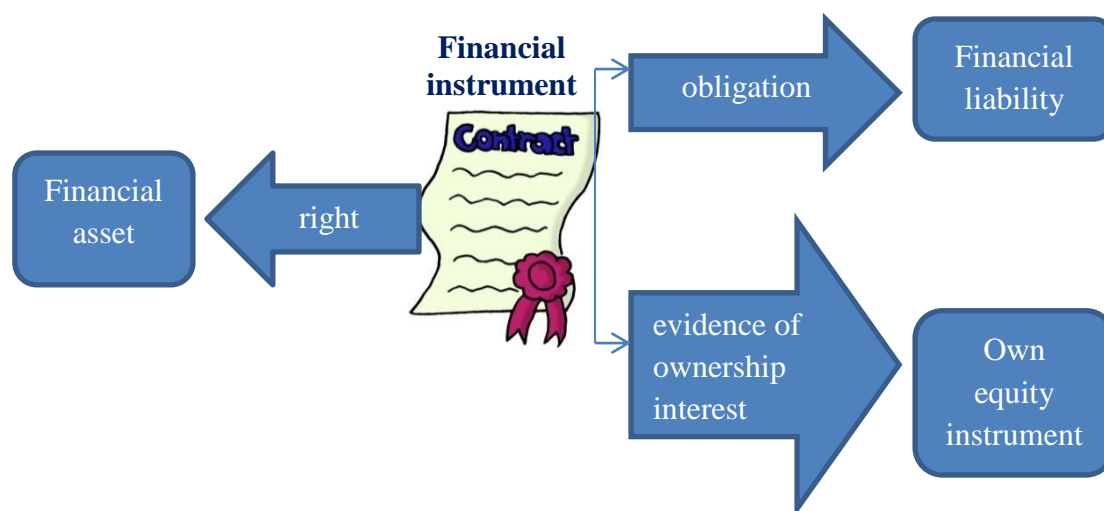 Financial
instrument
Contract
obligation
Financial
liability
Financial
asset
right
evidence of
ownership
interest
Own
equity
instrument